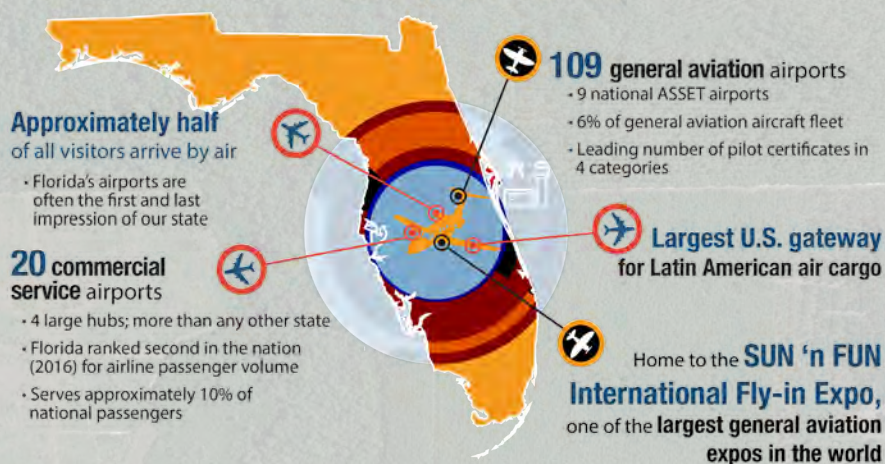 Approximately half
of all visitors arrive by air
• Florida's airports are
often the first and last
impression of our state
20 commercial
service airports
• 4 large hubs; more than any other state
• Florida ranked second in the nation
(2016) for airline passenger volume
• Serves approximately 10% of
national passengers
109 general aviation airports
• 9 national ASSET airports
• 6% of general aviation aircraft fleet
• Leading number of pilot certificates in
4 categories
Largest U.S. gateway
for Latin American air cargo
Home to the SUN 'n FUN
International Fly-in Expo,
one of the largest general aviation
expos in the world